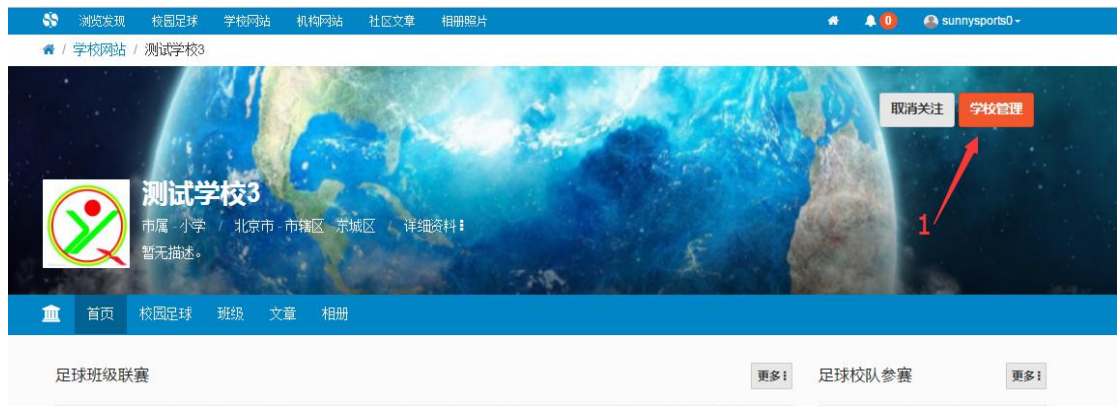 浏览发现 校园足球 学校网站 机构网站 社区文章 相册照片 0 sunnysports0
/ 学校网站 / 测试学校3
取消关注 学校管理
测试学校3
市属 - 小学 / 北京市 - 市辖区 东城区 / 详细资料
1
暂无描述。
首页 校园足球 班级 文章 相册
足球班级联赛 更多 足球校队参赛 更多